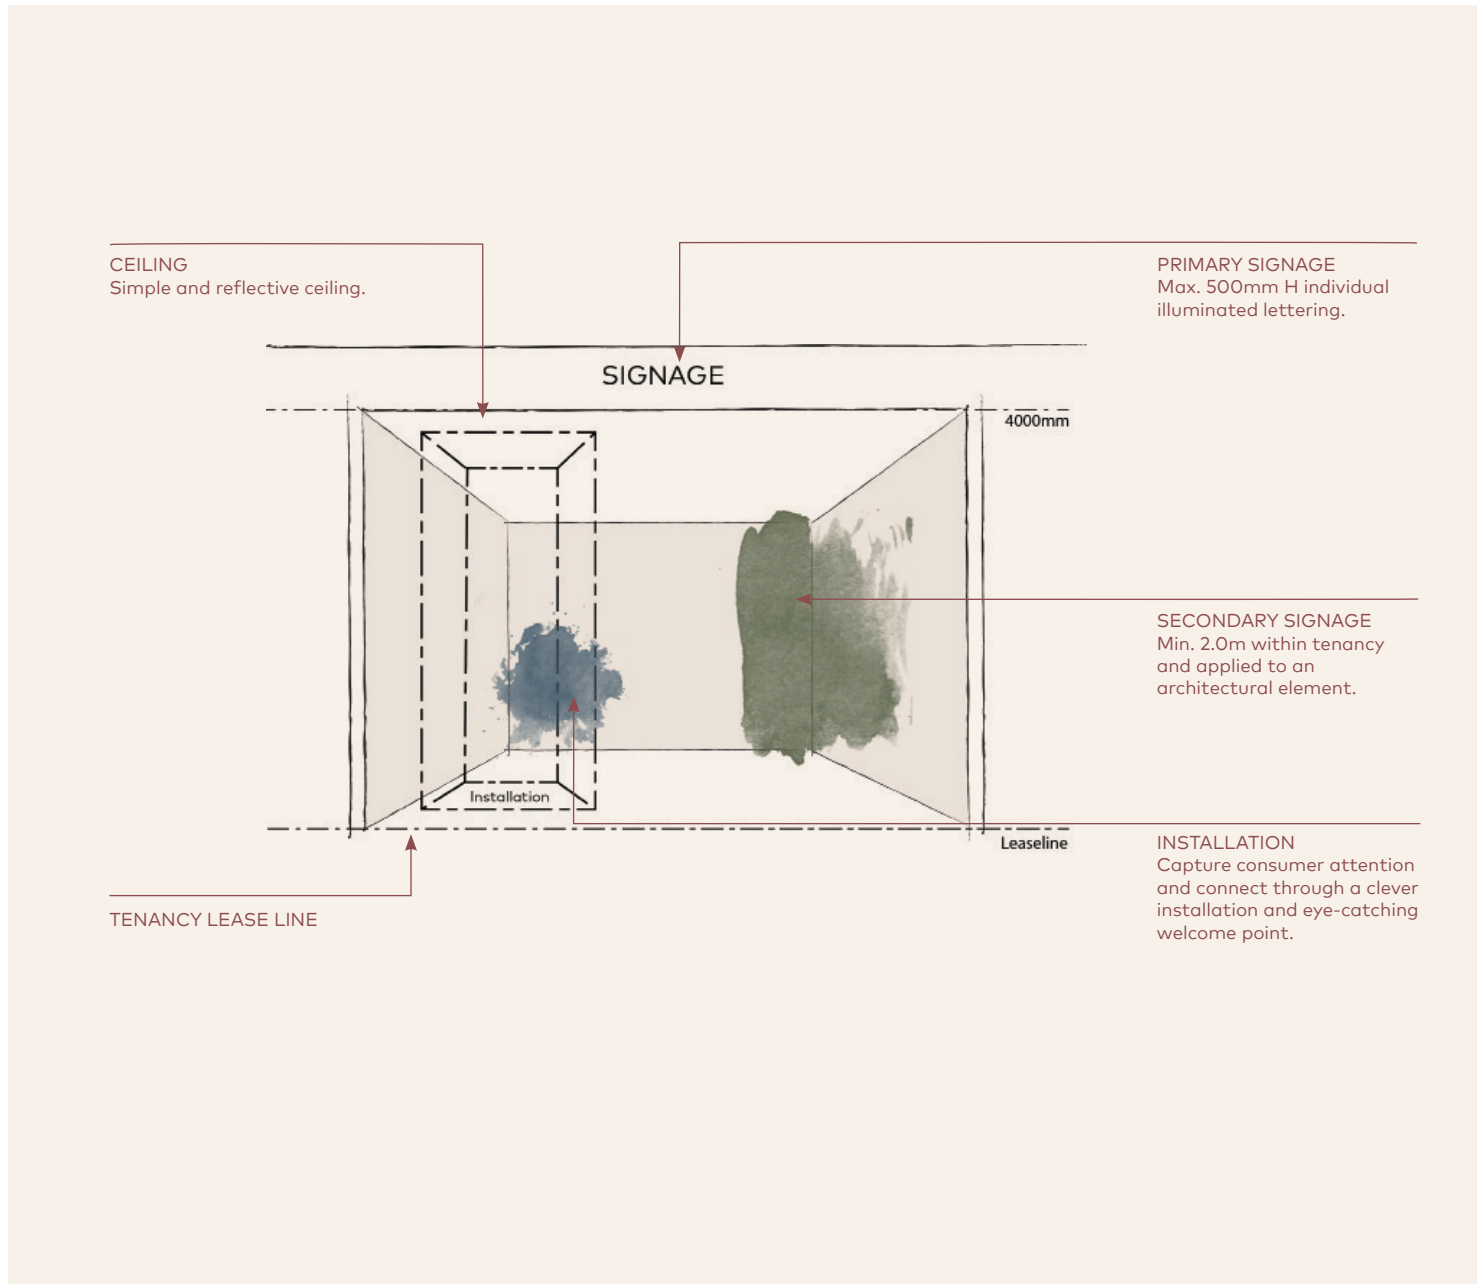 CEILING
Simple and reflective ceiling.
PRIMARY SIGNAGE
Max. 500mm H individual
illuminated lettering.
SIGNAGE
4000mm
SECONDARY SIGNAGE
Min. 2.0m within tenancy
and applied to an
architectural element.
Installation
Leaseline
INSTALLATION
Capture consumer attention
and connect through a clever
installation and eye-catching
welcome point.
TENANCY LEASE LINE